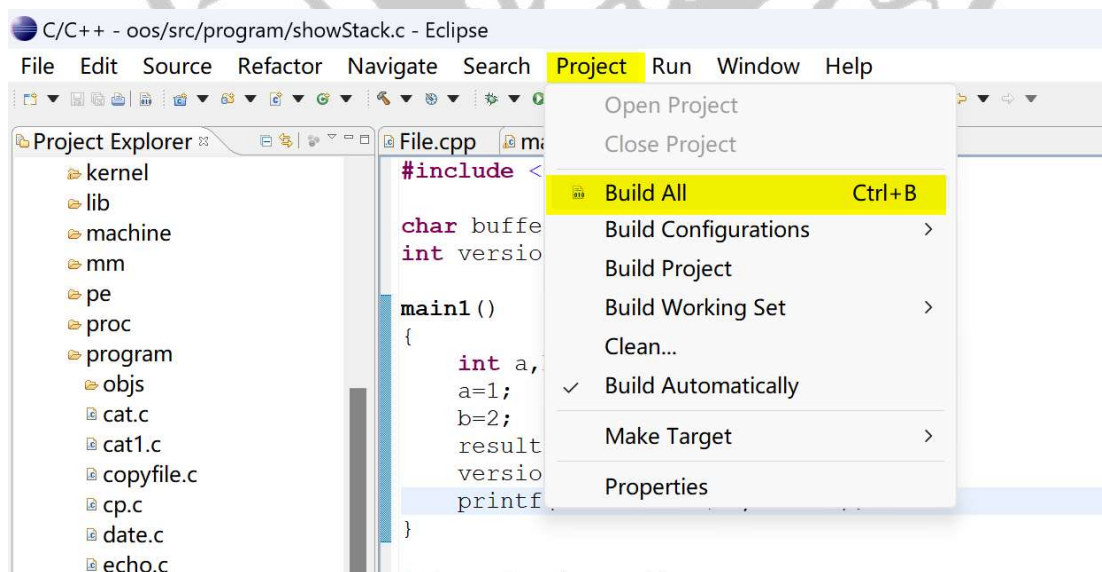 C/C++ - oos/src/program/showStack.c - Eclipse
File Edit Source Refactor Navigate Search Project Run Window Help
Project Explorer
kernel
lib
machine
mm
pe
proc
program
objs
cat.c
cat1.c
copyfile.c
cp.c
date.c
echo.c
File.cpp
#include <
char
int
main1()
{
int a,
a=1;
b=2;
result
printf
}
Open Project
Close Project
Build All Ctrl+B
Build Configurations
Build Project
Build Working Set
Clean...
Build Automatically
Make Target
Properties